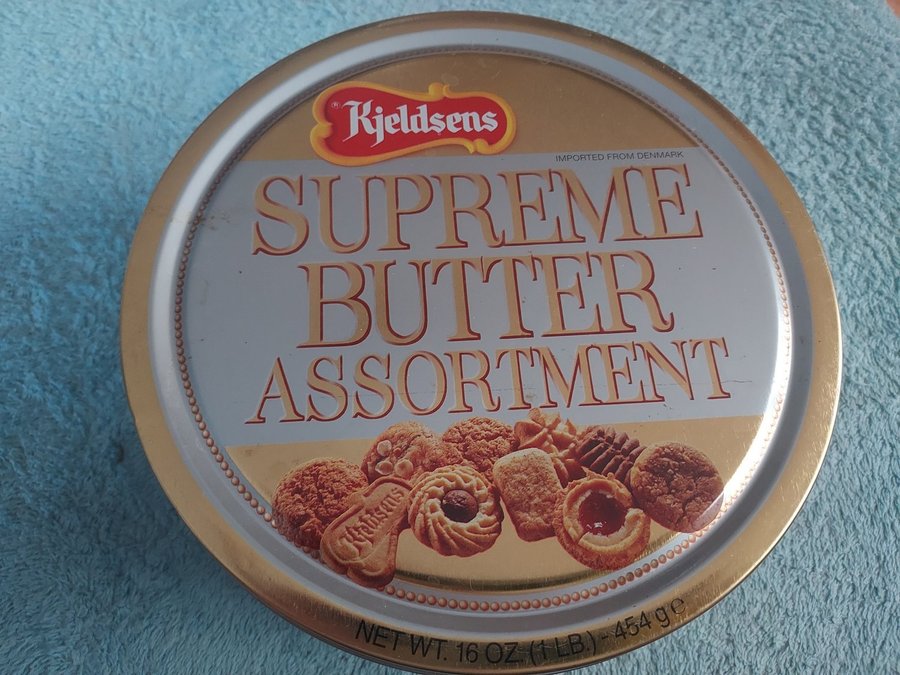 ® Kjeldsens
IMPORTED FROM DENMARK
SUPREME
BUTTER
ASSORTMENT
Kjeldsens
NET WT. 16 OZ. (1 LB.) - 454 g e